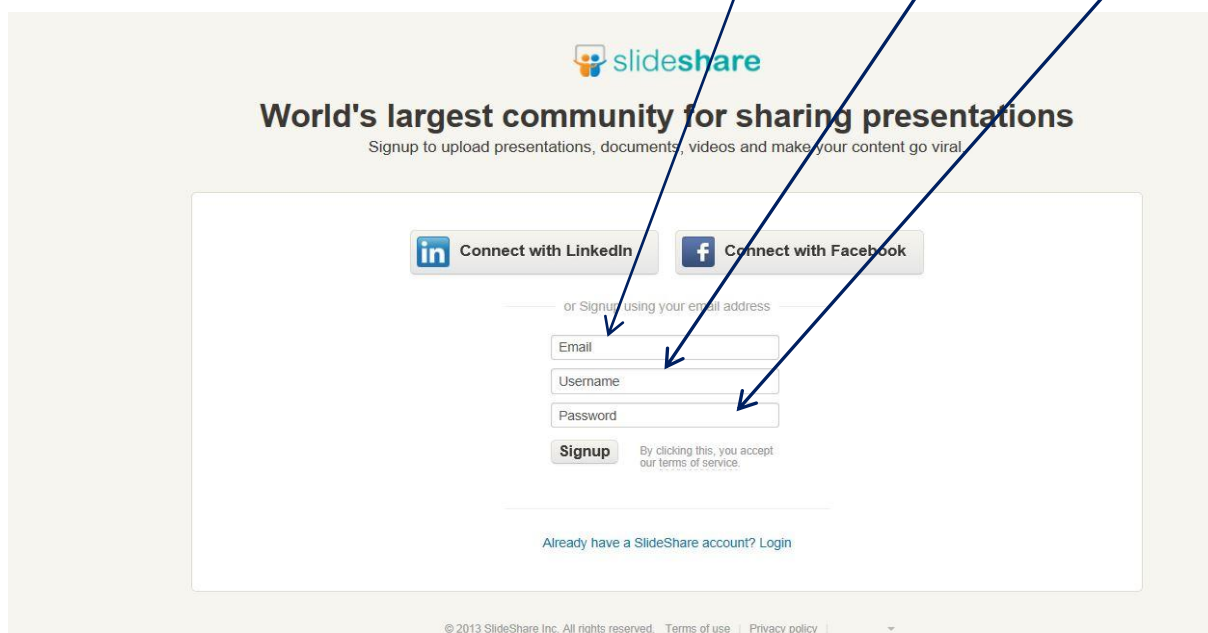 slideshare
World's largest community for sharing presentations
Signup to upload presentations, documents, videos and make your content go viral.
in Connect with LinkedIn
f Connect with Facebook
or Signup using your email address
Email
Username
Password
Signup
By clicking this, you accept
our terms of service.
Already have a SlideShare account? Login
© 2013 SlideShare Inc. All rights reserved. Terms of use | Privacy policy |